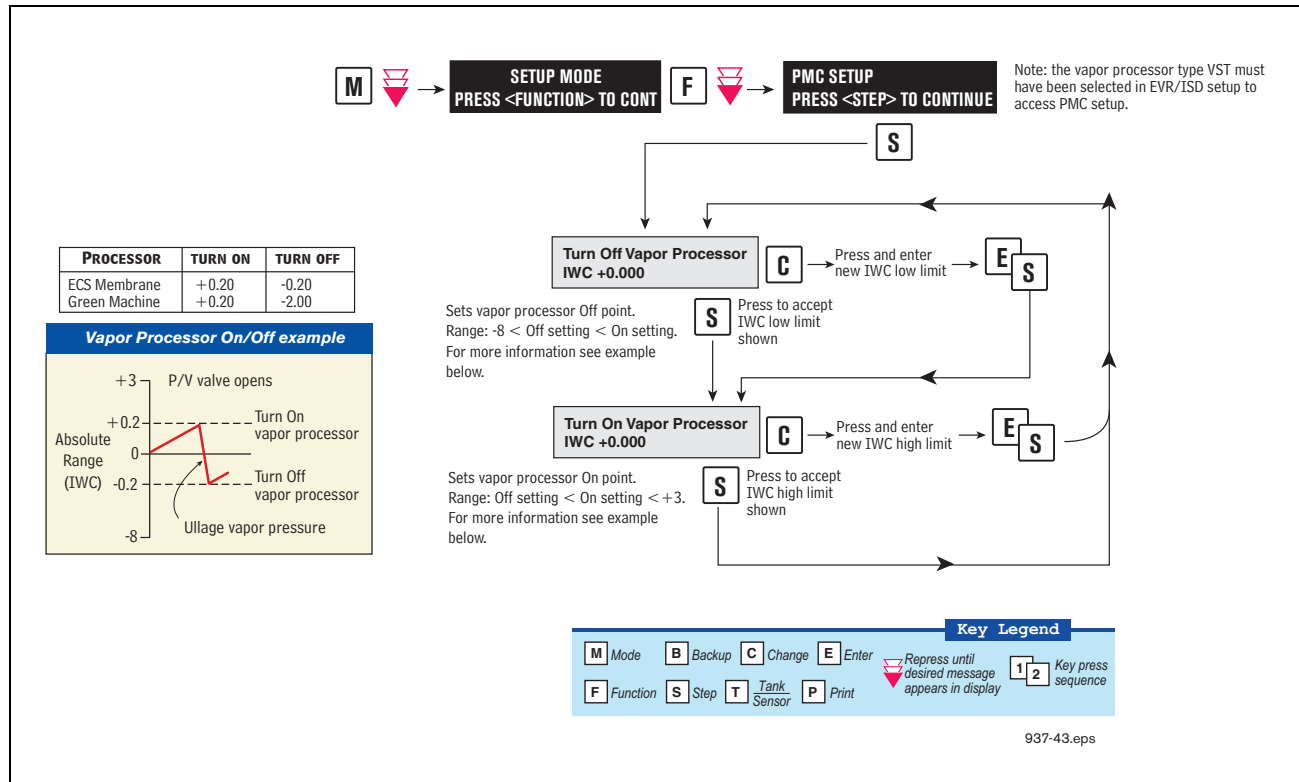 M
SETUP MODE
PRESS <FUNCTION> TO CONT
F
PMC SETUP
PRESS <STEP> TO CONTINUE
Note: the vapor processor type VST must
have been selected in EVR/ISD setup to
access PMC setup.
S
PROCESSOR TURN ON TURN OFF
ECS Membrane +0.20 -0.20
Green Machine +0.20 -2.00
Vapor Processor On/Off example
+3 P/V valve opens
+0.2 Turn On
vapor processor
Absolute
Range
(IWC)
0
-0.2 Turn Off
vapor processor
Ullage vapor pressure
-8
Turn Off Vapor Processor
IWC +0.000
C
Press and enter
new IWC low limit
E
S
Sets vapor processor Off point.
Range: -8 < Off setting < On setting.
For more information see example
below.
S
Press to accept
IWC low limit
shown
Turn On Vapor Processor
IWC +0.000
C
Press and enter
new IWC high limit
E
S
Sets vapor processor On point.
Range: Off setting < On setting < +3.
For more information see example
below.
S
Press to accept
IWC high limit
shown
Key Legend
M Mode B Backup C Change E Enter
F Function S Step T Tank
Sensor
P Print
Repress until
desired message
appears in display
1 2 Key press
sequence
937-43.eps